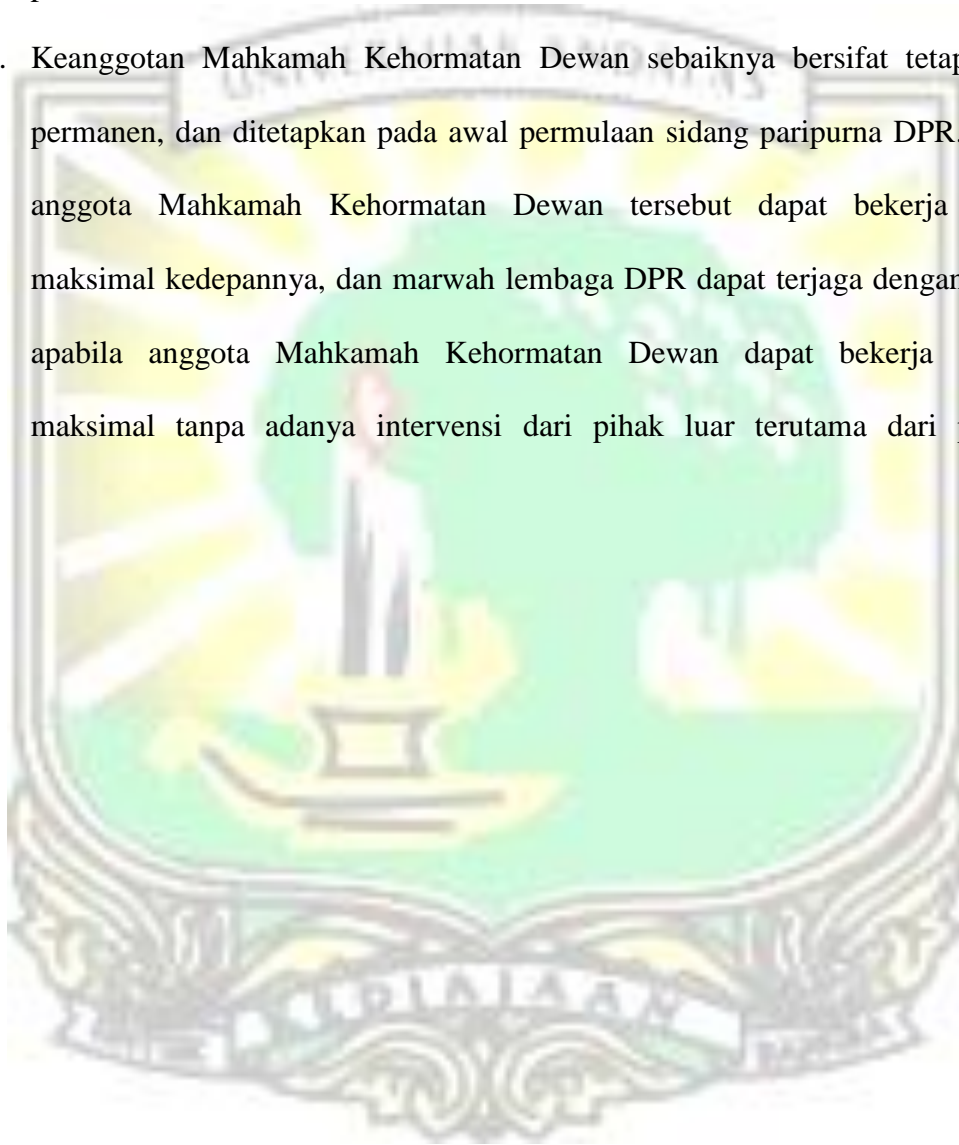 . Keanggotan Mahkamah Kehormatan Dewan sebaiknya bersifat tetap
permanen, dan ditetapkan pada awal permulaan sidang paripurna DPR.
anggota Mahkamah Kehormatan Dewan tersebut dapat bekerja
maksimal kedepannya, dan marwah lembaga DPR dapat terjaga dengan
apabila anggota Mahkamah Kehormatan Dewan dapat bekerja
maksimal tanpa adanya intervensi dari pihak luar terutama dari